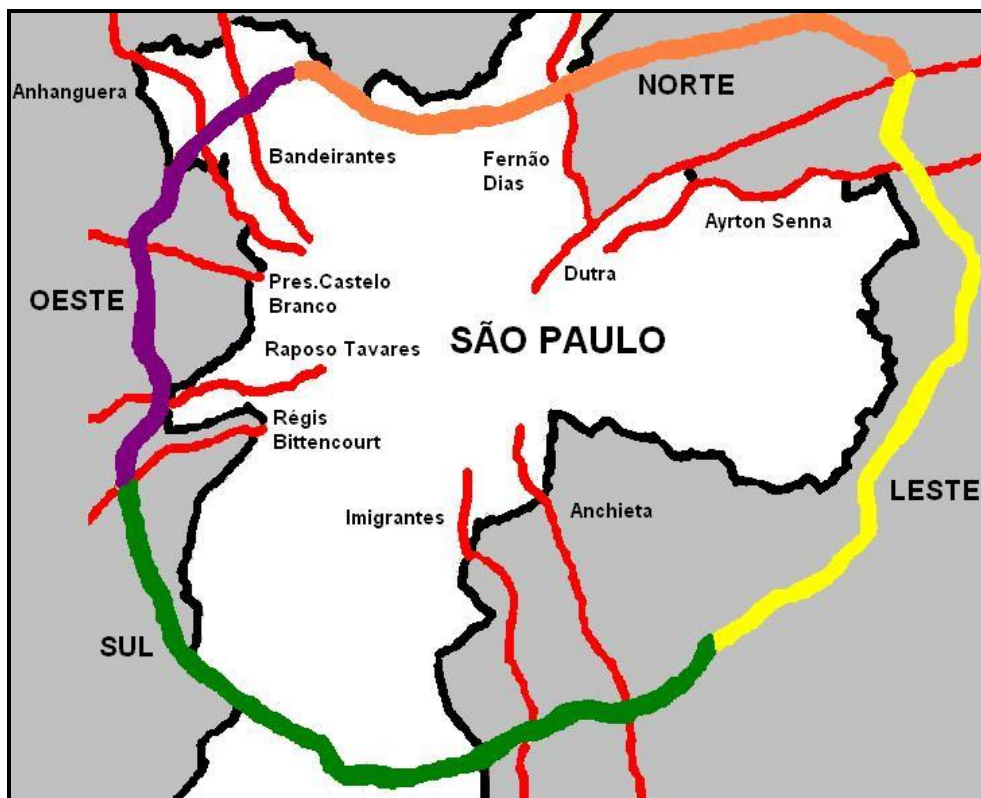 NORTE
Anhanguera
Bandeirantes
Fernão
Dias
Ayrton Senna
Dutra
Pres.Castelo
Branco
OESTE
SÃO PAULO
Raposo Tavares
Régis
Bittencourt
LESTE
Imigrantes
Anchieta
SUL